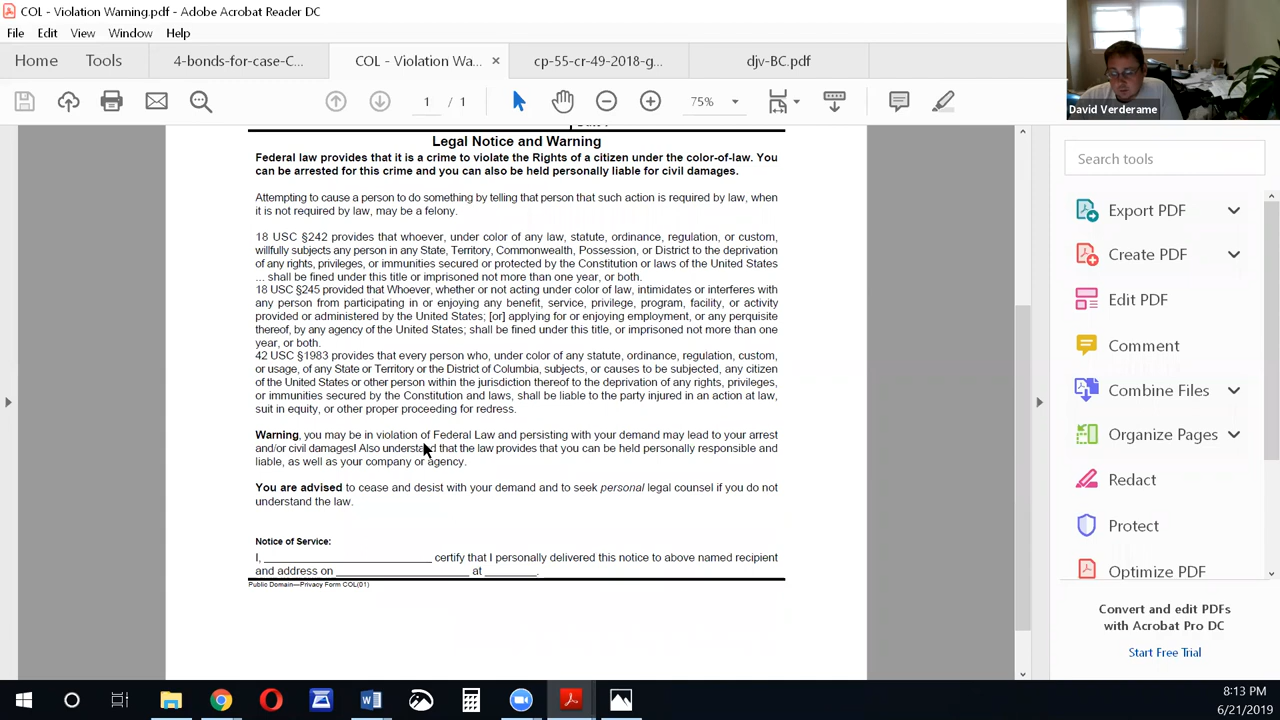 COL - Violation Warning.pdf - Adobe Acrobat Reader DC
File Edit View Window Help
Home Tools 4-bonds-for-case-C... COL - Violation Wa... × cp-55-cr-49-2018-g... djv-BC.pdf
1 / 1 75%
David Verderame
Legal Notice and Warning
Federal law provides that it is a crime to violate the Rights of a citizen under the color-of-law. You
can be arrested for this crime and you can also be held personally liable for civil damages.
Attempting to cause a person to do something by telling that person that such action is required by law, when
it is not required by law, may be a felony.
18 USC §242 provides that whoever, under color of any law, statute, ordinance, regulation, or custom,
willfully subjects any person in any State, Territory, Commonwealth, Possession, or District to the deprivation
of any rights, privileges, or immunities secured or protected by the Constitution or laws of the United States
... shall be fined under this title or imprisoned not more than one year, or both.
18 USC §245 provided that Whoever, whether or not acting under color of law, intimidates or interferes with
any person from participating in or enjoying any benefit, service, privilege, program, facility, or activity
provided or administered by the United States; [or] applying for or enjoying employment, or any perquisite
thereof, by any agency of the United States; shall be fined under this title, or imprisoned not more than one
year, or both.
42 USC §1983 provides that every person who, under color of any statute, ordinance, regulation, custom,
or usage, of any State or Territory or the District of Columbia, subjects, or causes to be subjected, any citizen
of the United States or other person within the jurisdiction thereof to the deprivation of any rights, privileges,
or immunities secured by the Constitution and laws, shall be liable to the party injured in an action at law,
suit in equity, or other proper proceeding for redress.
Warning, you may be in violation of Federal Law and persisting with your demand may lead to your arrest
and/or civil damages! Also understand that the law provides that you can be held personally responsible and
liable, as well as your company or agency.
You are advised to cease and desist with your demand and to seek personal legal counsel if you do not
understand the law.
Notice of Service:
I, ____________________________ certify that I personally delivered this notice to above named recipient
and address on ______________________ at ________.
Public Domain—Privacy Form COL(01)
Search tools
Export PDF
Create PDF
Edit PDF
Comment
Combine Files
Organize Pages
Redact
Protect
Optimize PDF
Convert and edit PDFs
with Acrobat Pro DC
Start Free Trial
8:13 PM
6/21/2019